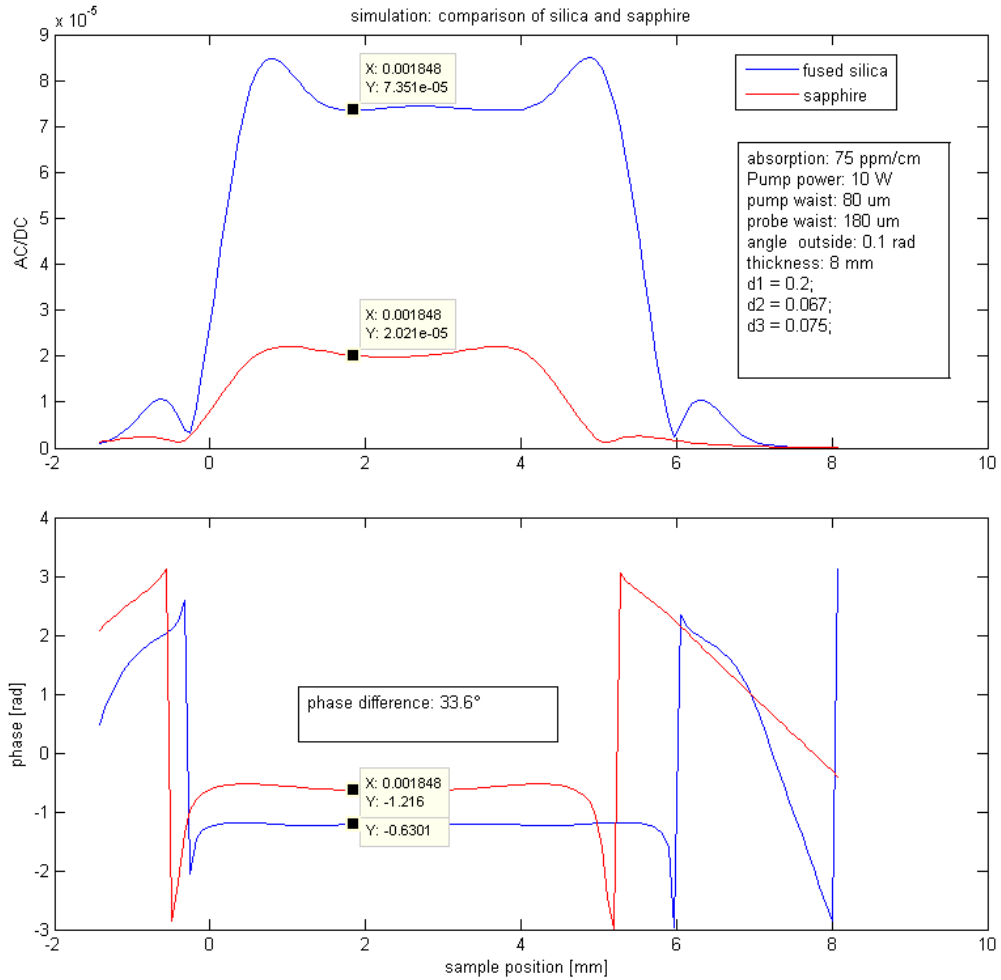 simulation: comparison of silica and sapphire
x 10^-5
9
8
7
6
5
4
3
2
1
0
AC/DC
-2
0
2
4
6
8
10
X: 0.001848
Y: 7.351e-05
X: 0.001848
Y: 2.021e-05
fused silica
sapphire
absorption: 75 ppm/cm
Pump power: 10 W
pump waist: 80 um
probe waist: 180 um
angle  outside: 0.1 rad
thickness: 8 mm
d1 = 0.2;
d2 = 0.067;
d3 = 0.075;
4
3
2
1
0
-1
-2
-3
phase [rad]
phase difference: 33.6°
X: 0.001848
Y: -1.216
Y: -0.6301
-2
0
2
4
6
8
10
sample position [mm]